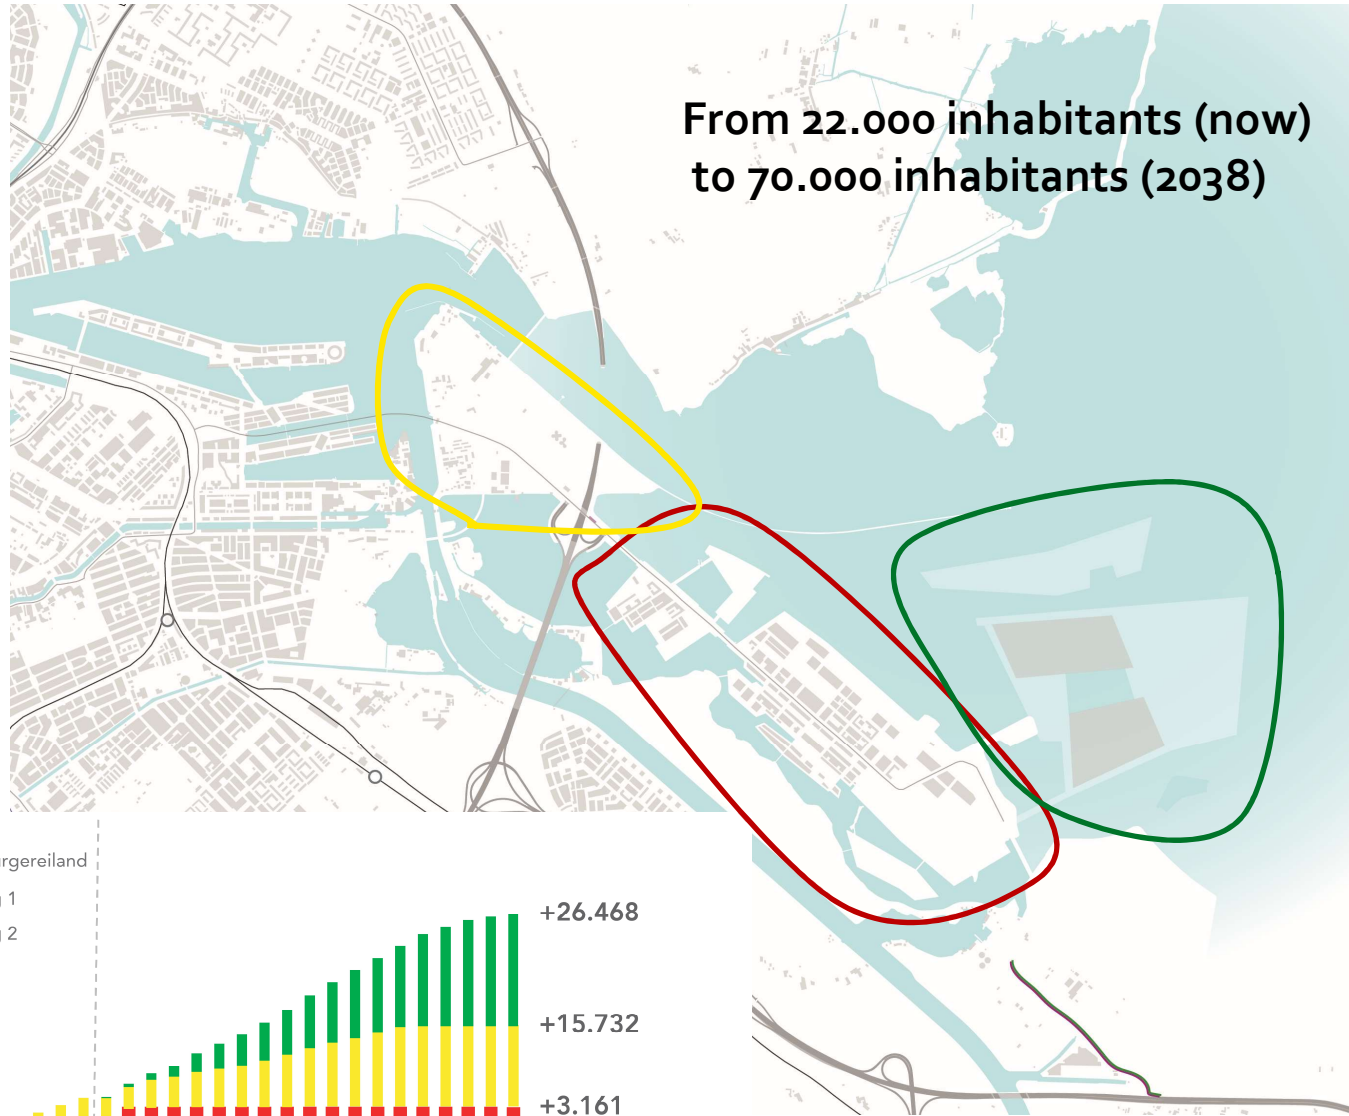 From 22.000 inhabitants (now)
to 70.000 inhabitants (2038)
rgereiland
1
2
+26.468
+15.732
+3.161